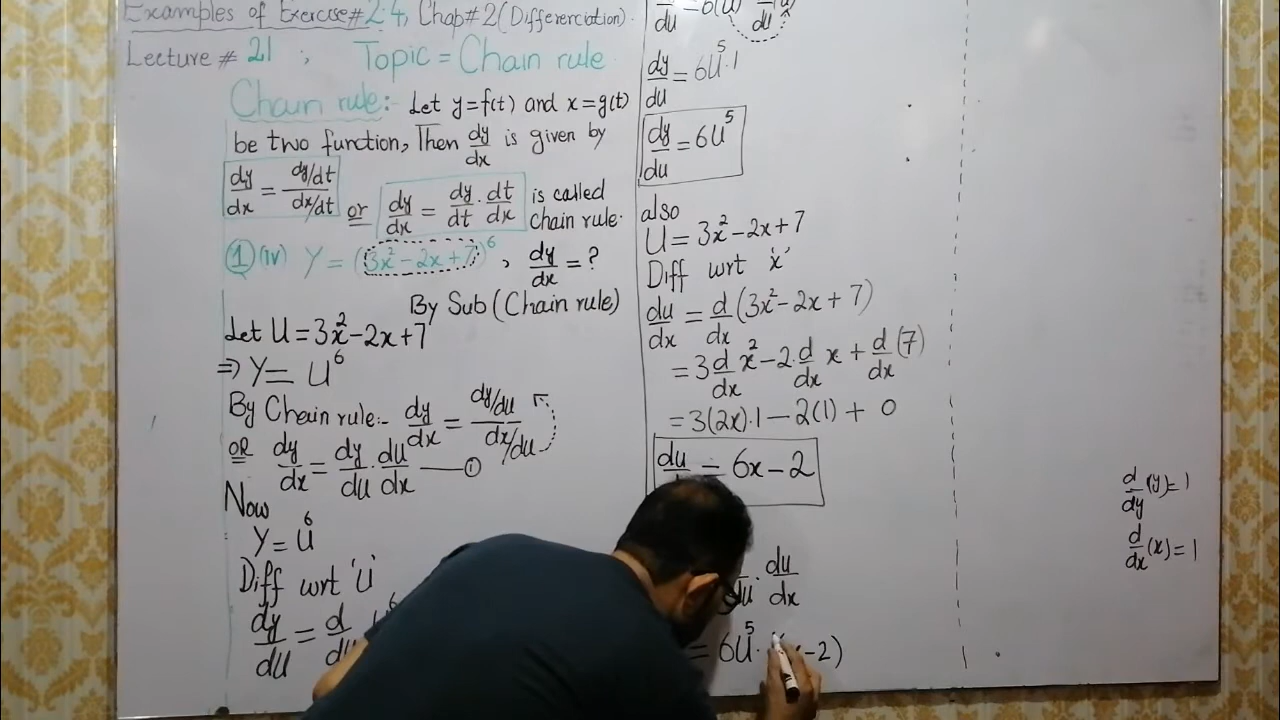 Examples of Exercise# 2.4, Chap#2(Differenciation).
Lecture # 21 ; Topic = Chain rule
Chain rule:- Let y=f(t) and x=g(t)
be two function, Then dy/dx is given by
dy/dx = (dy/dt)/(dx/dt) or dy/dx = dy/dt . dt/dx is called chain rule.
① (iv) Y = (3x²-2x+7)⁶ , dy/dx = ?
By Sub (Chain rule)
Let U = 3x²-2x+7
⇒ Y = U⁶
By Chein rule:- dy/dx = (dy/du)/(dx/du)
OR dy/dx = dy/du . du/dx —— ①
Now
Y = U⁶
Diff wrt 'U'
dy/du = d/du U⁶
dy/du = 6U⁵.1
dy/du = 6U⁵
also
U = 3x²-2x+7
Diff wrt 'x'
du/dx = d/dx (3x²-2x+7)
= 3 d/dx x² - 2.d/dx x + d/dx (7)
= 3(2x).1 - 2(1) + 0
du = 6x-2
du . du/dx
= 6U⁵. -2)
d/dy (y)=1
d/dx (x)=1